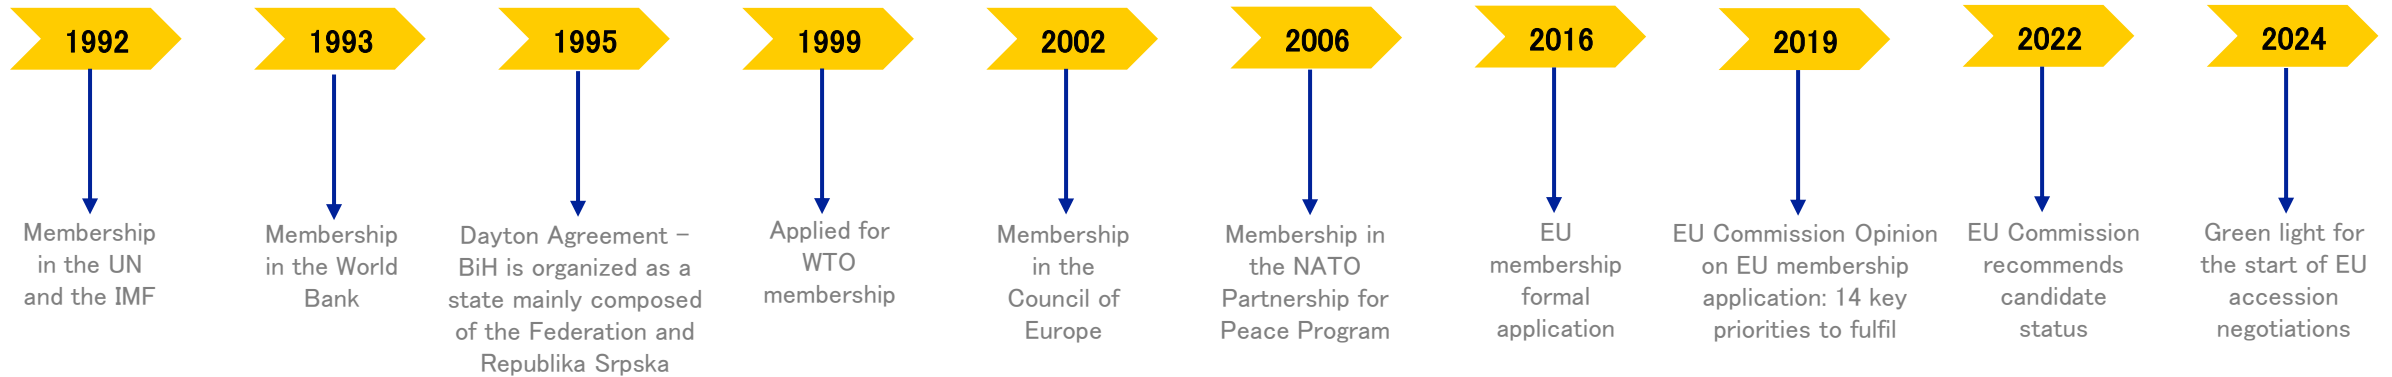 1992
1993
1995
1999
2002
2006
2016
2019
2022
2024
Membership
in the UN
and the IMF
Membership
in the World
Bank
Dayton Agreement –
BiH is organized as a
state mainly composed
of the Federation and
Republika Srpska
Applied for
WTO
membership
Membership
in the
Council of
Europe
Membership in
the NATO
Partnership for
Peace Program
EU
membership
formal
application
EU Commission Opinion
on EU membership
application: 14 key
priorities to fulfil
EU Commission
recommends
candidate
status
Green light for
the start of EU
accession
negotiations